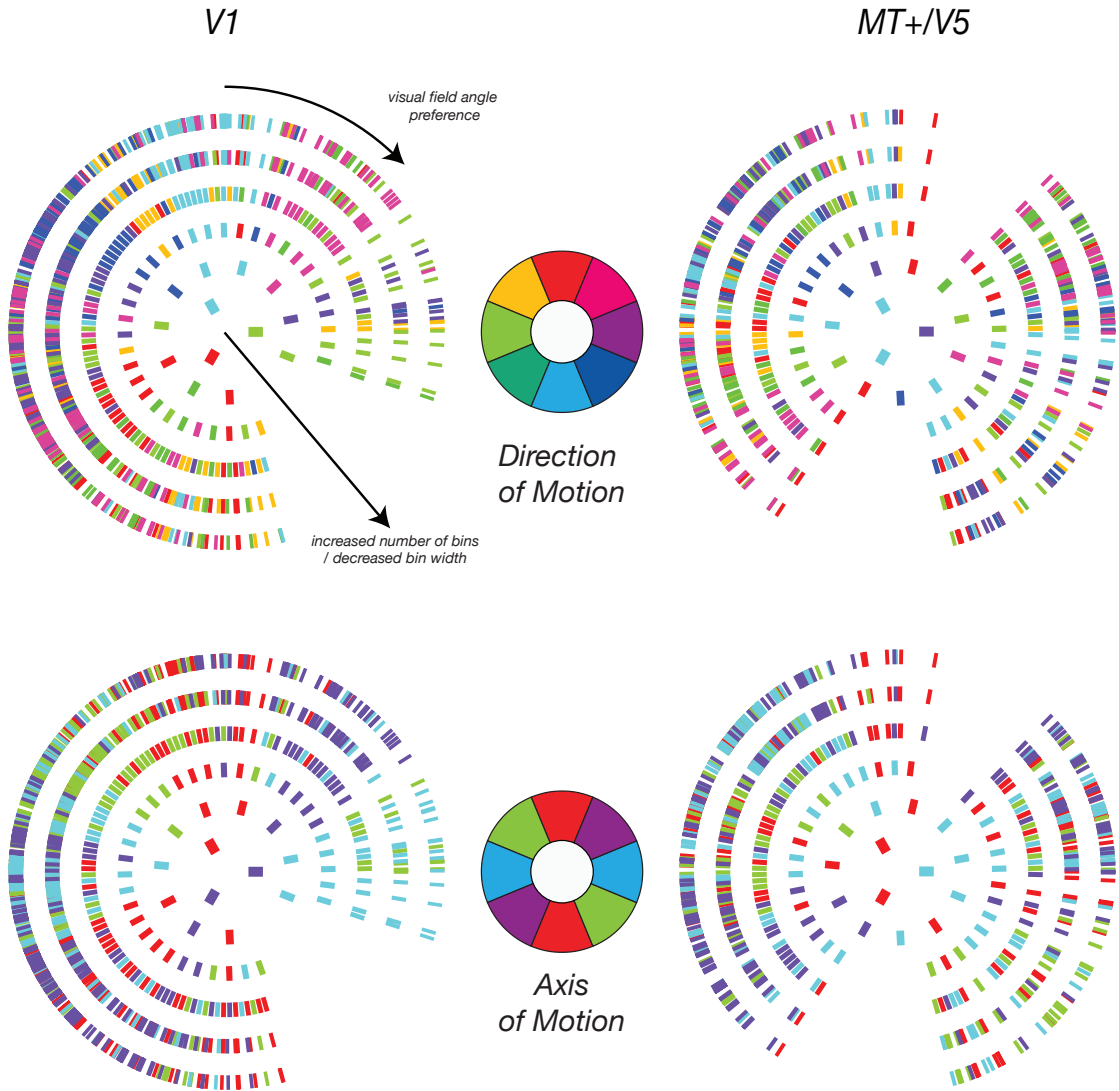 V1
MT+/V5
visual field angle
preference
Direction
of Motion
increased number of bins
/ decreased bin width
Axis
of Motion